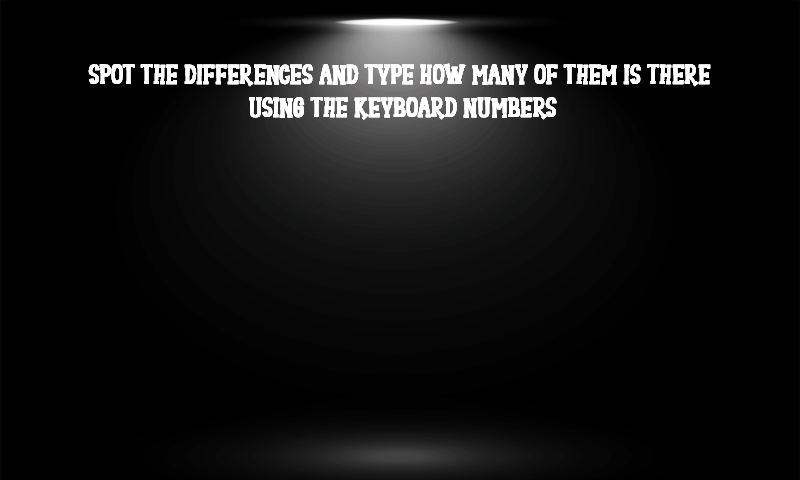 SPOT THE DIFFERENCES AND TYPE HOW MANY OF THEM IS THERE
USING THE KEYBOARD NUMBERS